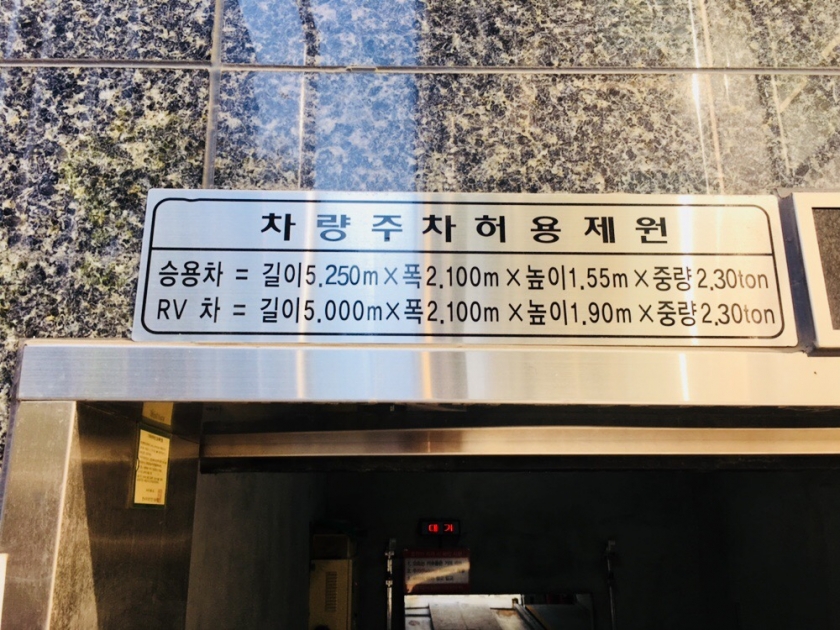 차량주차허용제원
승용차 = 길이5.250m×폭2.100m×높이1.55m×중량2.30ton
RV 차 = 길이5.000m×폭2.100m×높이1.90m×중량2.30ton
대기